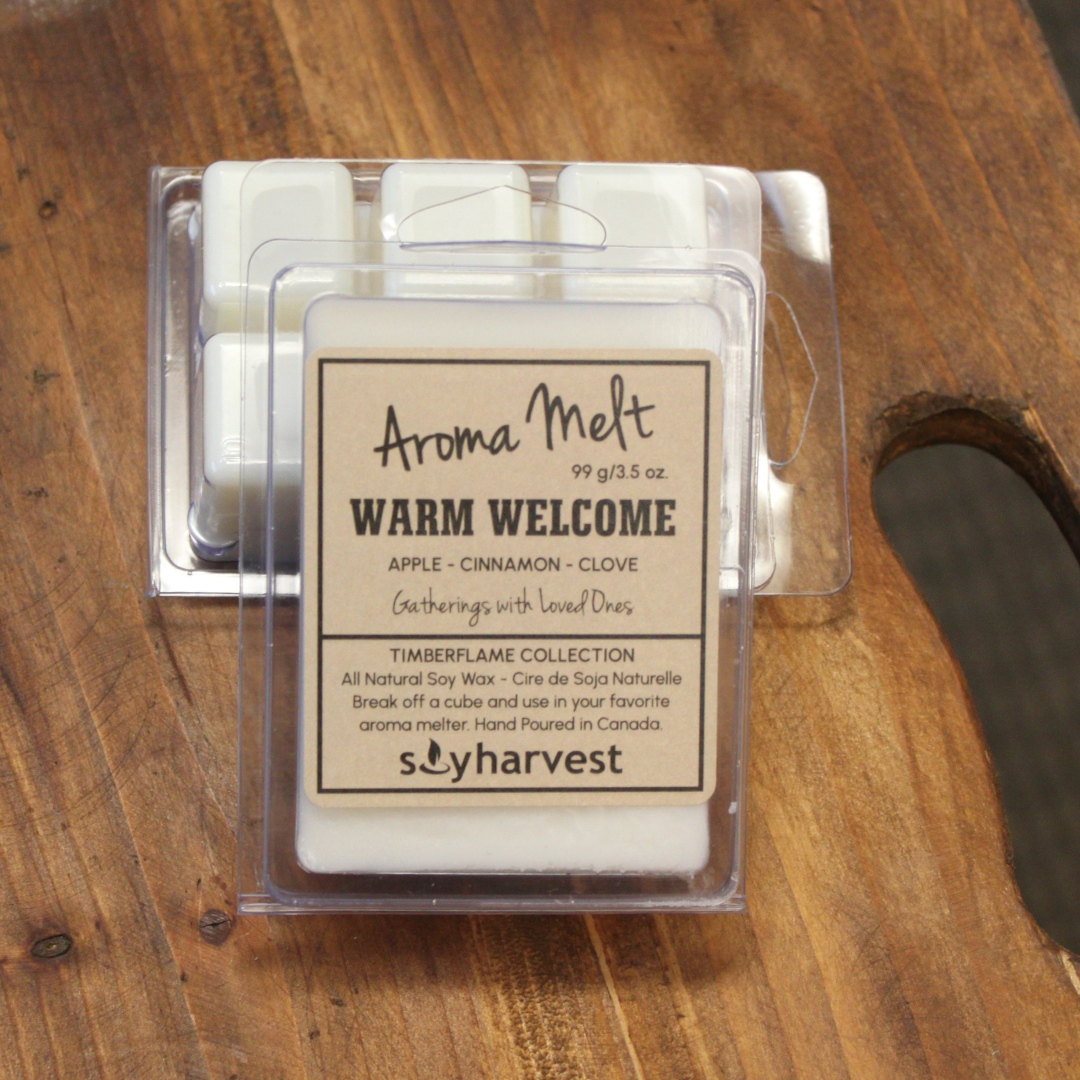 Aroma Melt
99 g/3.5 oz.
WARM WELCOME
APPLE - CINNAMON - CLOVE
Gatherings with Loved Ones
TIMBERFLAME COLLECTION
All Natural Soy Wax - Cire de Soja Naturelle
Break off a cube and use in your favorite
aroma melter. Hand Poured in Canada.
soyharvest